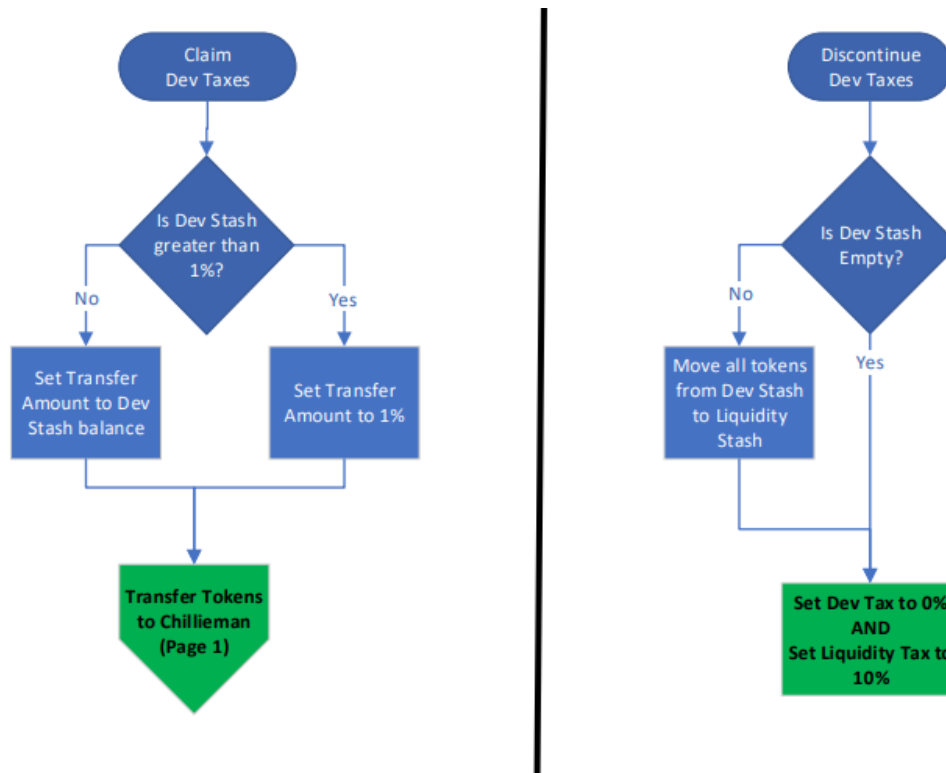 Claim
Dev Taxes
Is Dev Stash
greater than
1%?
No
Yes
Set Transfer
Amount to Dev
Stash balance
Set Transfer
Amount to 1%
Transfer Tokens
to Chillieman
(Page 1)
Discontinue
Dev Taxes
Is Dev Stash
Empty?
No
Yes
Move all tokens
from Dev Stash
to Liquidity
Stash
Set Dev Tax to 0%
AND
Set Liquidity Tax to
10%